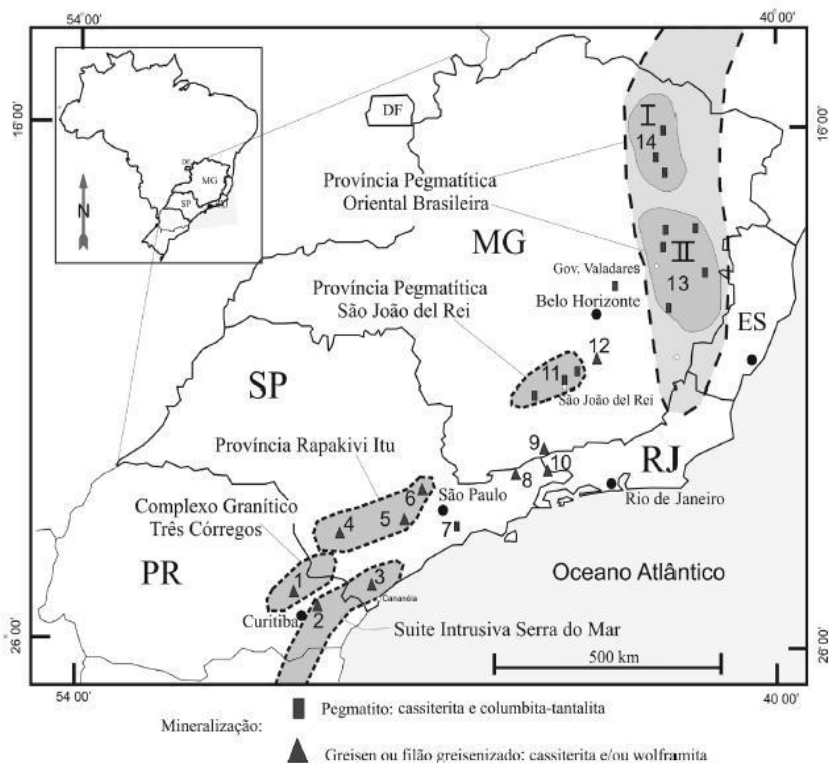 54 00'
40 00'
16°00'
16°00'
DF
DF
MG
SP
N
I
14
Província Pegmatítica
Oriental Brasileira
MG
II
13
Gov. Valadares
Belo Horizonte
ES
Província Pegmatítica
São João del Rei
12
11
São João del Rei
SP
9
10
8
RJ
Rio de Janeiro
Província Rapakivi Itu
6
São Paulo
5
4
7
Complexo Granítico
Três Córregos
PR
1
3
Cananéia
2
Curitiba
Oceano Atlântico
Suite Intrusiva Serra do Mar
26°00'
26°00'
500 km
54 00'
40 00'
Mineralização:
Pegmatito: cassiterita e columbita-tantalita
Greisen ou filão greisenizado: cassiterita e/ou wolframita